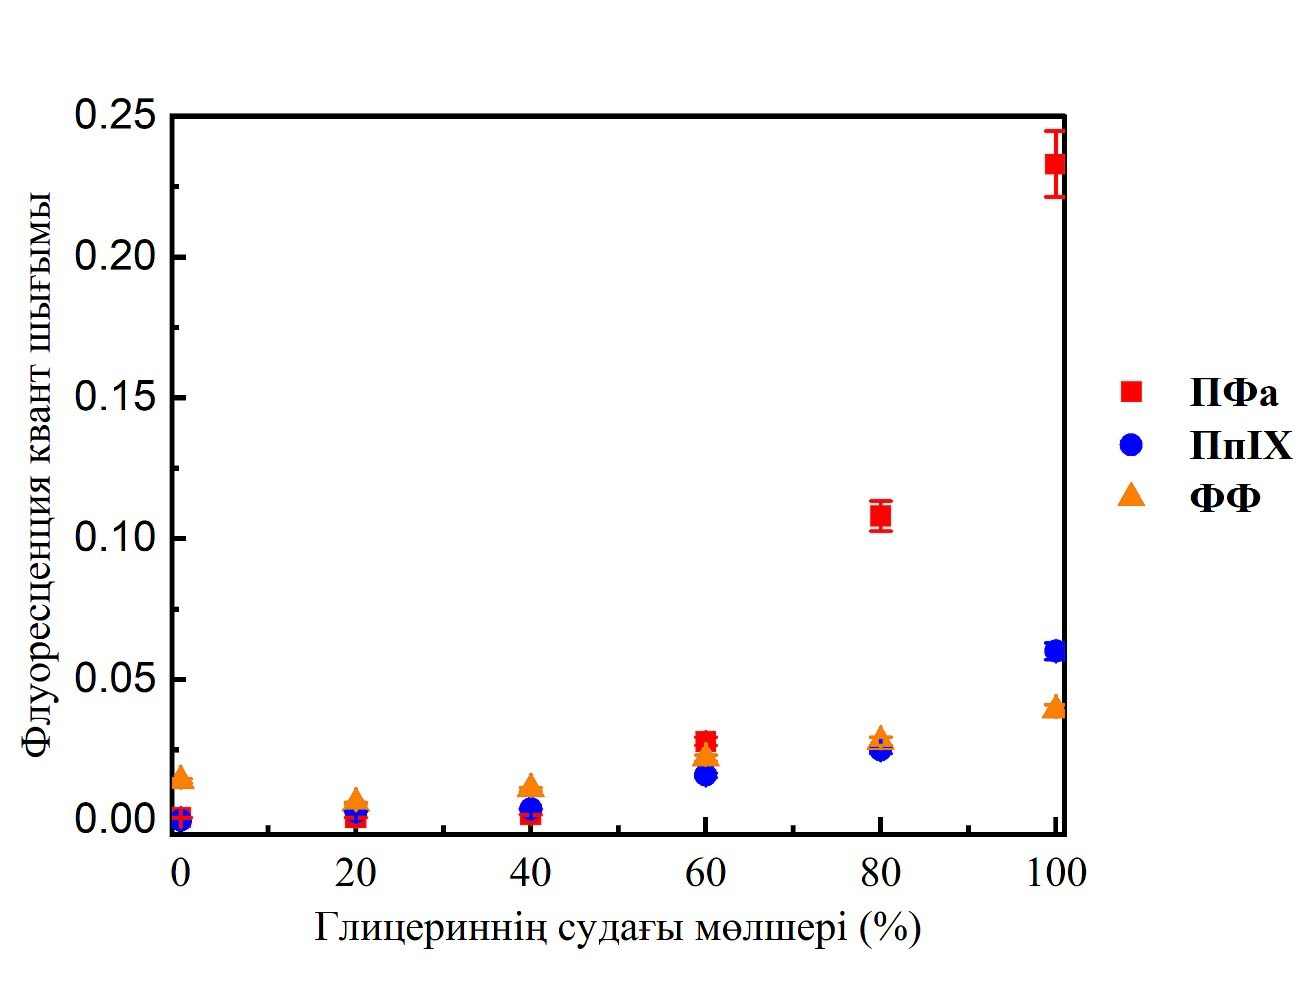 0.25
0.20
0.15
0.10
0.05
0.00
Флуоресценция квант шығымы
0 20 40 60 80 100
Глицериннің судағы мөлшері (%)
ПФа
ПпIX
ФФ